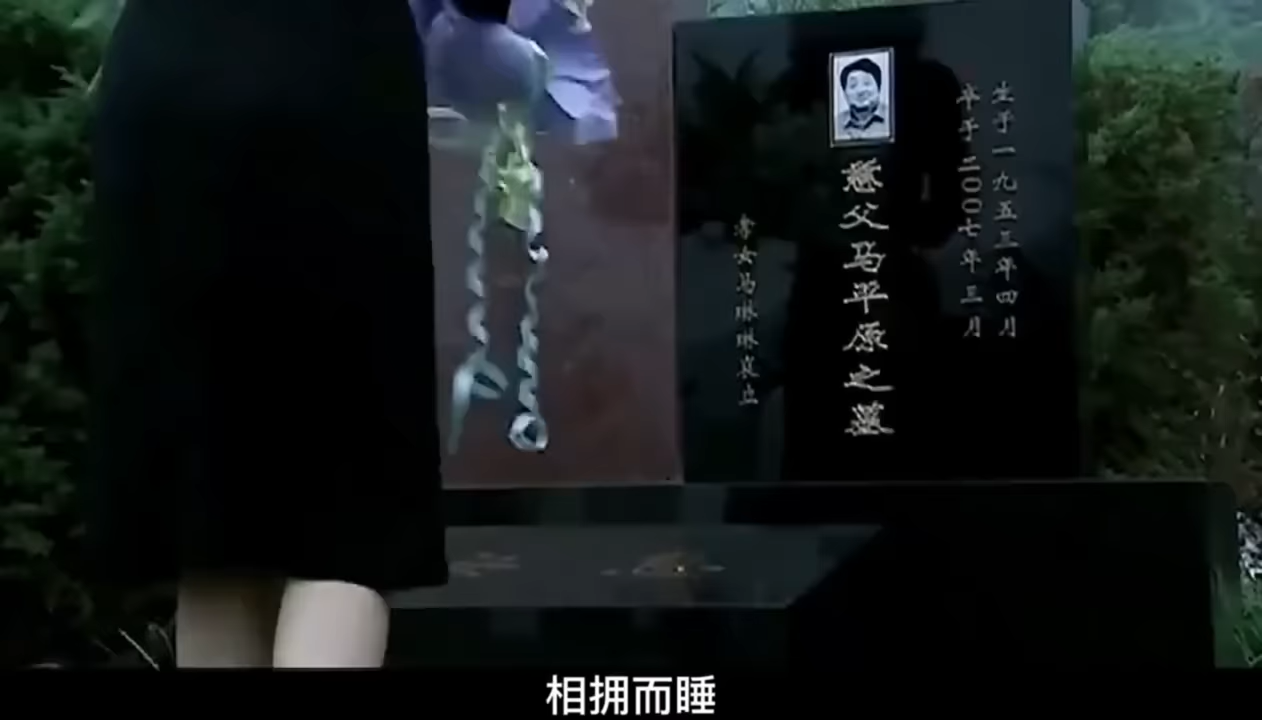 生于一九五三年四月
卒于二〇〇七年三月
慈父马平原之墓
孝女马琳琳哀立
相拥而睡